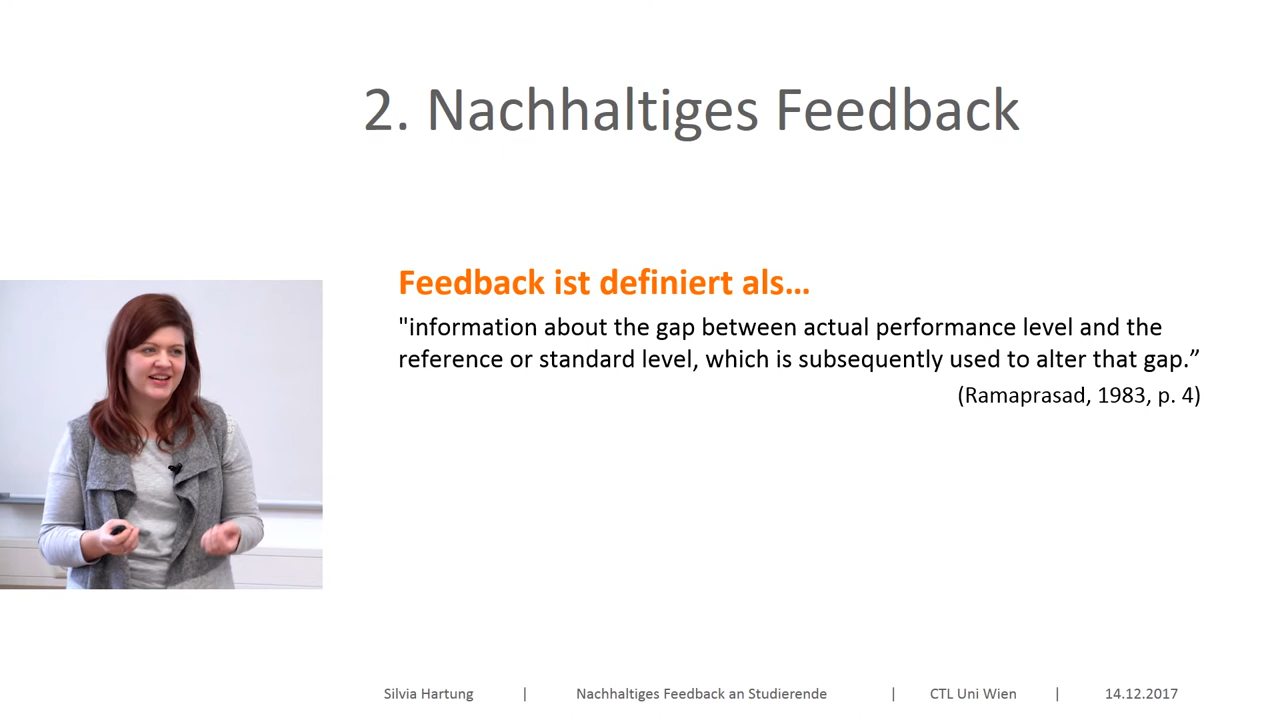 2. Nachhaltiges Feedback
Feedback ist definiert als...
"information about the gap between actual performance level and the
reference or standard level, which is subsequently used to alter that gap.”
(Ramaprasad, 1983, p. 4)
Silvia Hartung | Nachhaltiges Feedback an Studierende | CTL Uni Wien | 14.12.2017